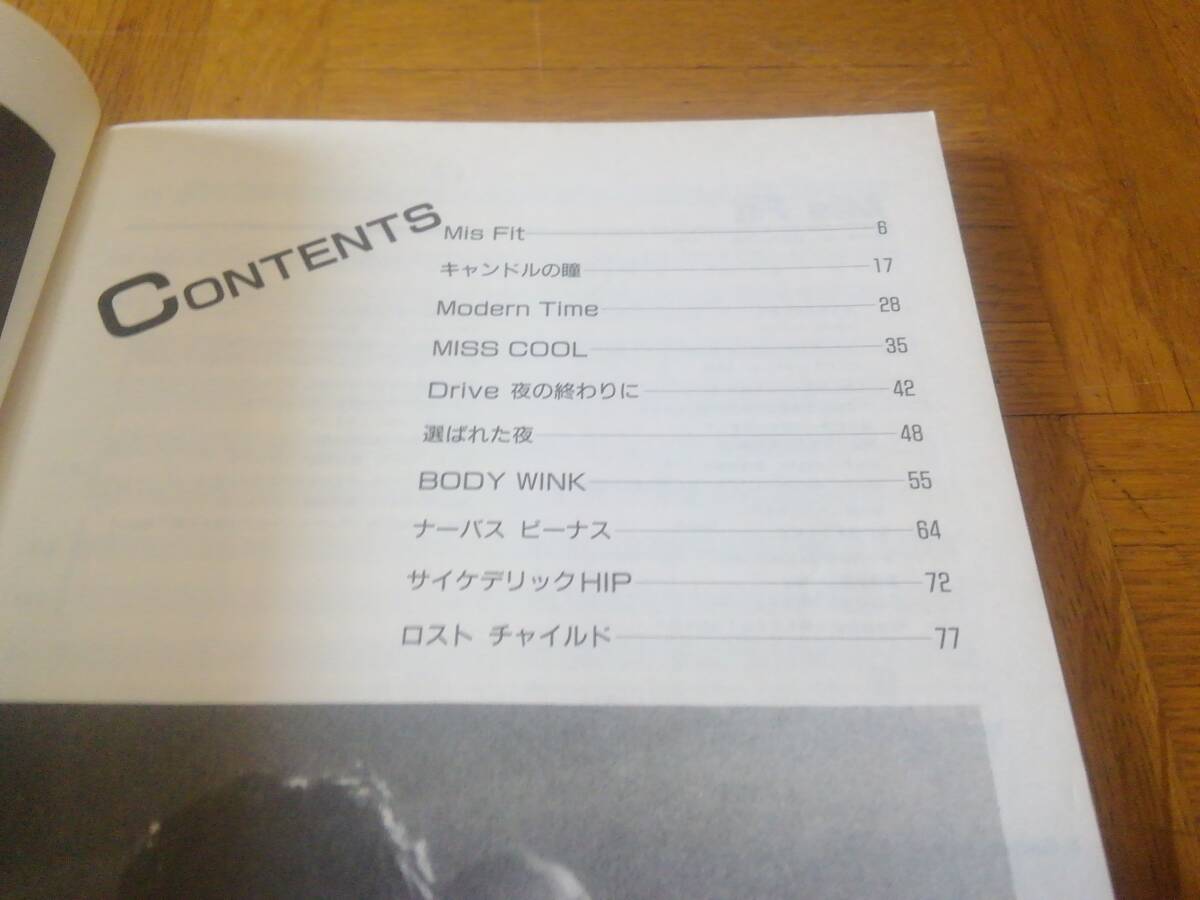 CONTENTS
Mis Fit 6
キャンドルの瞳 17
Modern Time 28
MISS COOL 35
Drive 夜の終わりに 42
選ばれた夜 48
BODY WINK 55
ナーバス ビーナス 64
サイケデリックHIP 72
ロスト チャイルド 77